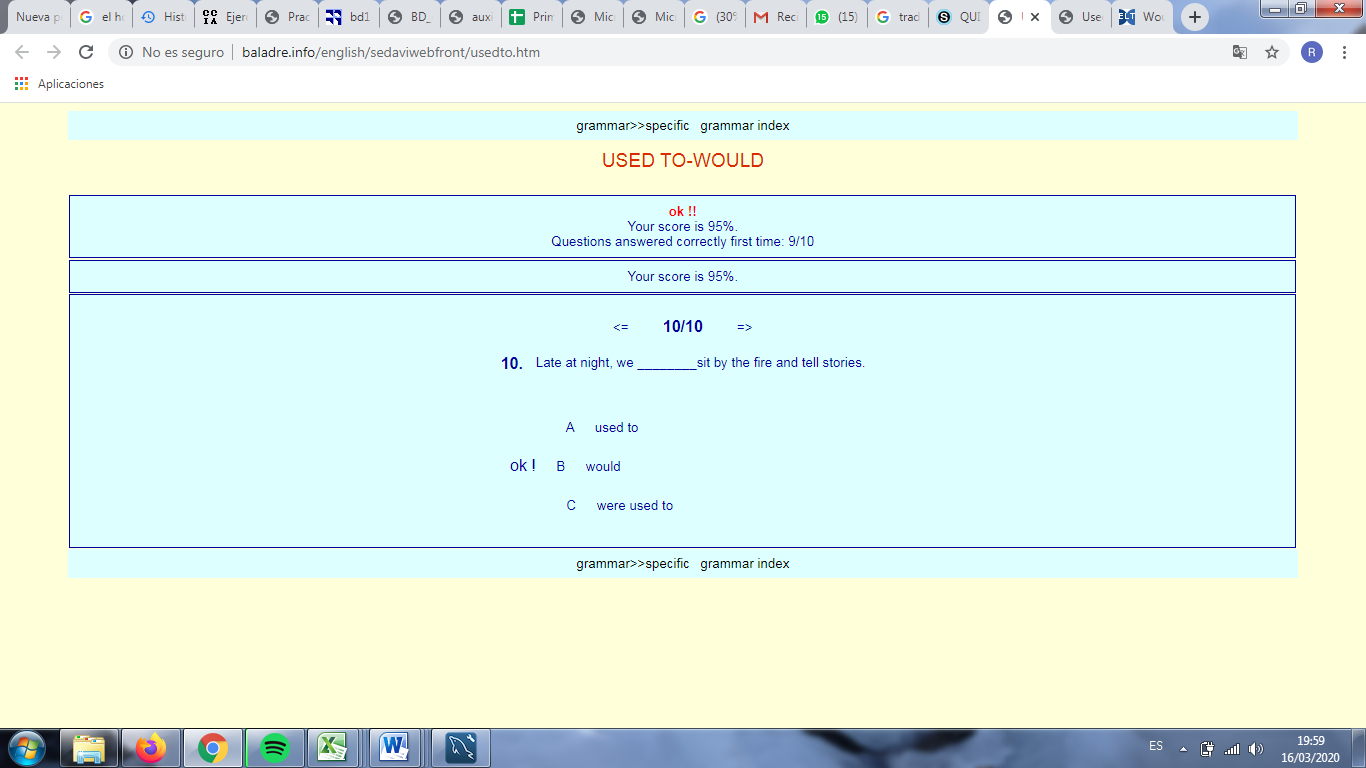 Nueva p
el h
Hist
Ejer
Prac
bd1
BD_
auxi
Prin
Mic
Mic
(30%
Rec
(15)
trad
QUI
Use
Wo
No es seguro | baladre.info/english/sedaviwebfront/usedto.htm
R
Aplicaciones
grammar>>specific grammar index
USED TO-WOULD
ok !!
Your score is 95%.
Questions answered correctly first time: 9/10
Your score is 95%.
<= 10/10 =>
10. Late at night, we ________sit by the fire and tell stories.
A used to
ok ! B would
C were used to
grammar>>specific grammar index
ES
19:59
16/03/2020